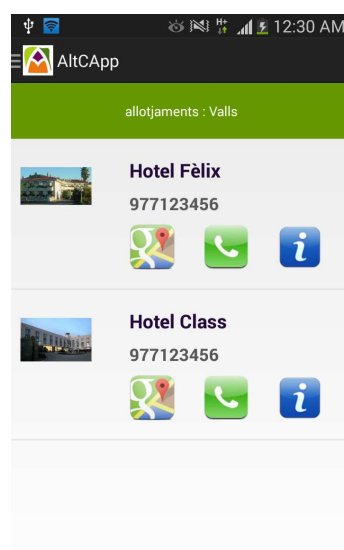 H+ 12:30 AM
AltCApp
allotjaments : Valls
Hotel Fèlix
977123456
Hotel Class
977123456